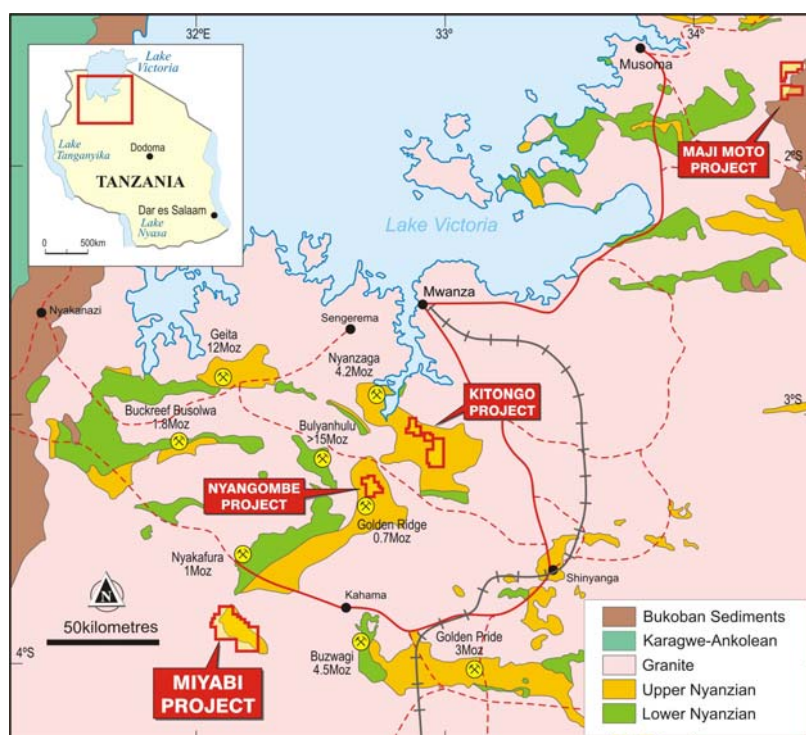 32°E
33°
34°
Lake
Victoria
Lake
Tanganyika
Dodoma
TANZANIA
Dar es Salaam
Lake
Nyasa
0
500km
Musoma
2°S
MAJI MOTO
PROJECT
Lake Victoria
Nyakanazi
Mwanza
Sengerema
Geita
12Moz
Nyanzaga
4.2Moz
KITONGO
PROJECT
3°S
Buckreef Busolwa
1.8Moz
Bulyanhulu
>15Moz
NYANGOMBE
PROJECT
Golden Ridge
0.7Moz
Nyakafura
1Moz
Shinyanga
N
Kahama
50kilometres
Golden Pride
3Moz
Buzwagi
4.5Moz
4°S
MIYABI
PROJECT
Bukoban Sediments
Karagwe-Ankolean
Granite
Upper Nyanzian
Lower Nyanzian